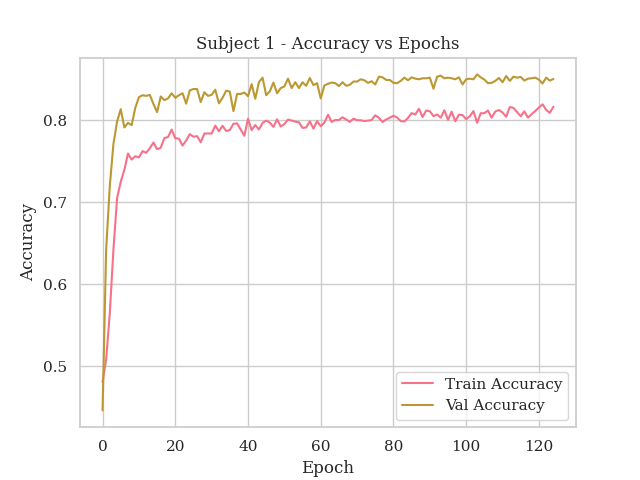 Subject 1 - Accuracy vs Epochs
Accuracy
0.8
0.7
0.6
0.5
Train Accuracy
Val Accuracy
0 20 40 60 80 100 120
Epoch